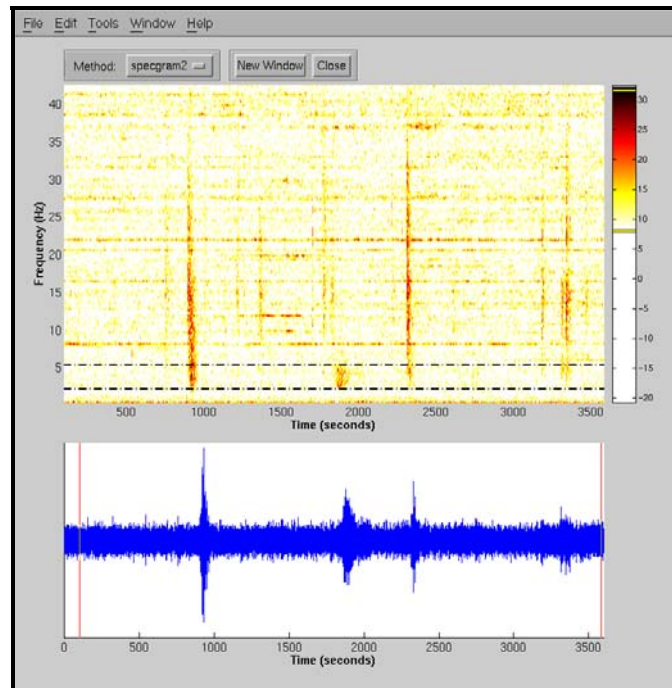 File Edit Tools Window Help
Method: specgram2 New Window Close
40
35
30
25
20
15
10
5
Frequency (Hz)
500 1000 1500 2000 2500 3000 3500
Time (seconds)
30
25
20
15
10
5
0
-5
-10
-15
-20
0 500 1000 1500 2000 2500 3000 3500
Time (seconds)